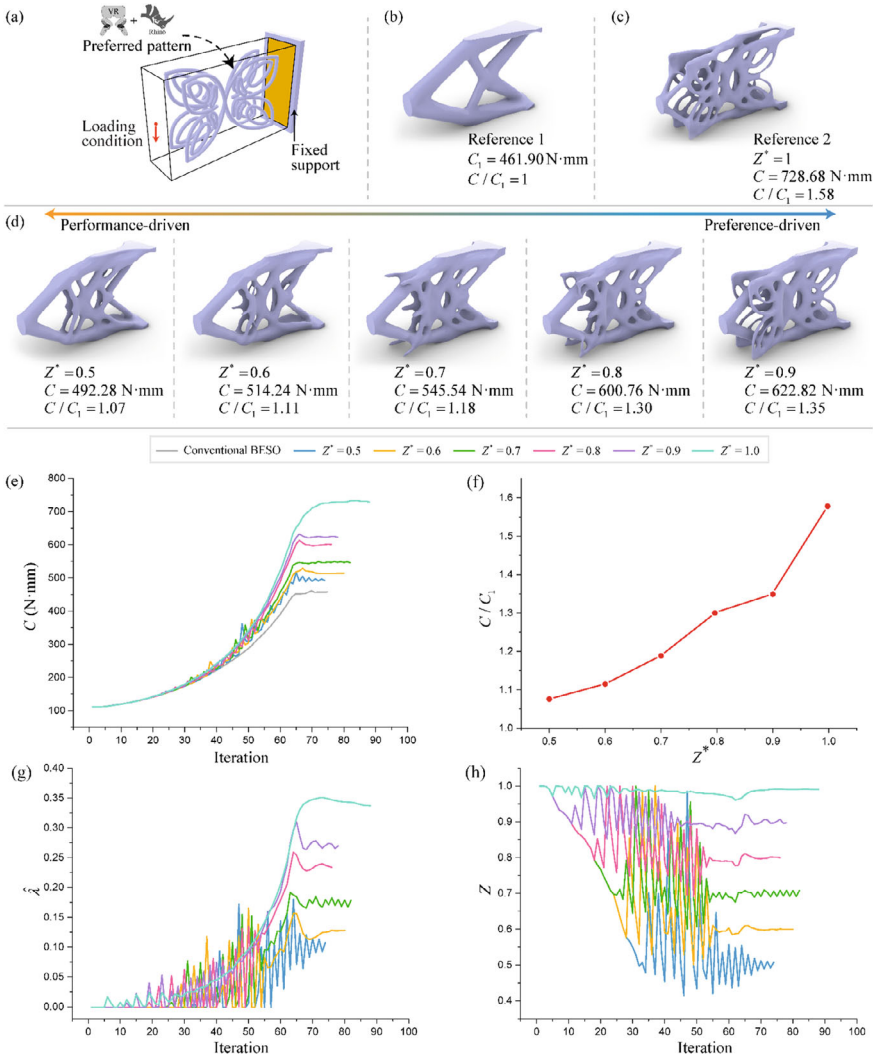 (a)
VR
+
Rhino
Preferred pattern
Loading
condition
Fixed
support
(b)
Reference 1
C₁ = 461.90 N·mm
C / C₁ = 1
(c)
Reference 2
Z* = 1
C = 728.68 N·mm
C / C₁ = 1.58
(d)
Performance-driven
Preference-driven
Z* = 0.5
C = 492.28 N·mm
C / C₁ = 1.07
Z* = 0.6
C = 514.24 N·mm
C / C₁ = 1.11
Z* = 0.7
C = 545.54 N·mm
C / C₁ = 1.18
Z* = 0.8
C = 600.76 N·mm
C / C₁ = 1.30
Z* = 0.9
C = 622.82 N·mm
C / C₁ = 1.35
Conventional BESO Z* = 0.5 Z* = 0.6 Z* = 0.7 Z* = 0.8 Z* = 0.9 Z* = 1.0
(e)
800
700
600
500
400
300
200
100
C (N·mm)
0 10 20 30 40 50 60 70 80 90 100
Iteration
(f)
1.6
1.5
1.4
1.3
1.2
1.1
1.0
C / C₁
0.5 0.6 0.7 0.8 0.9 1.0
Z*
(g)
0.40
0.35
0.30
0.25
0.20
0.15
0.10
0.05
0.00
λ̂
0 10 20 30 40 50 60 70 80 90 100
Iteration
(h)
1.0
0.9
0.8
0.7
0.6
0.5
0.4
Z
0 10 20 30 40 50 60 70 80 90 100
Iteration